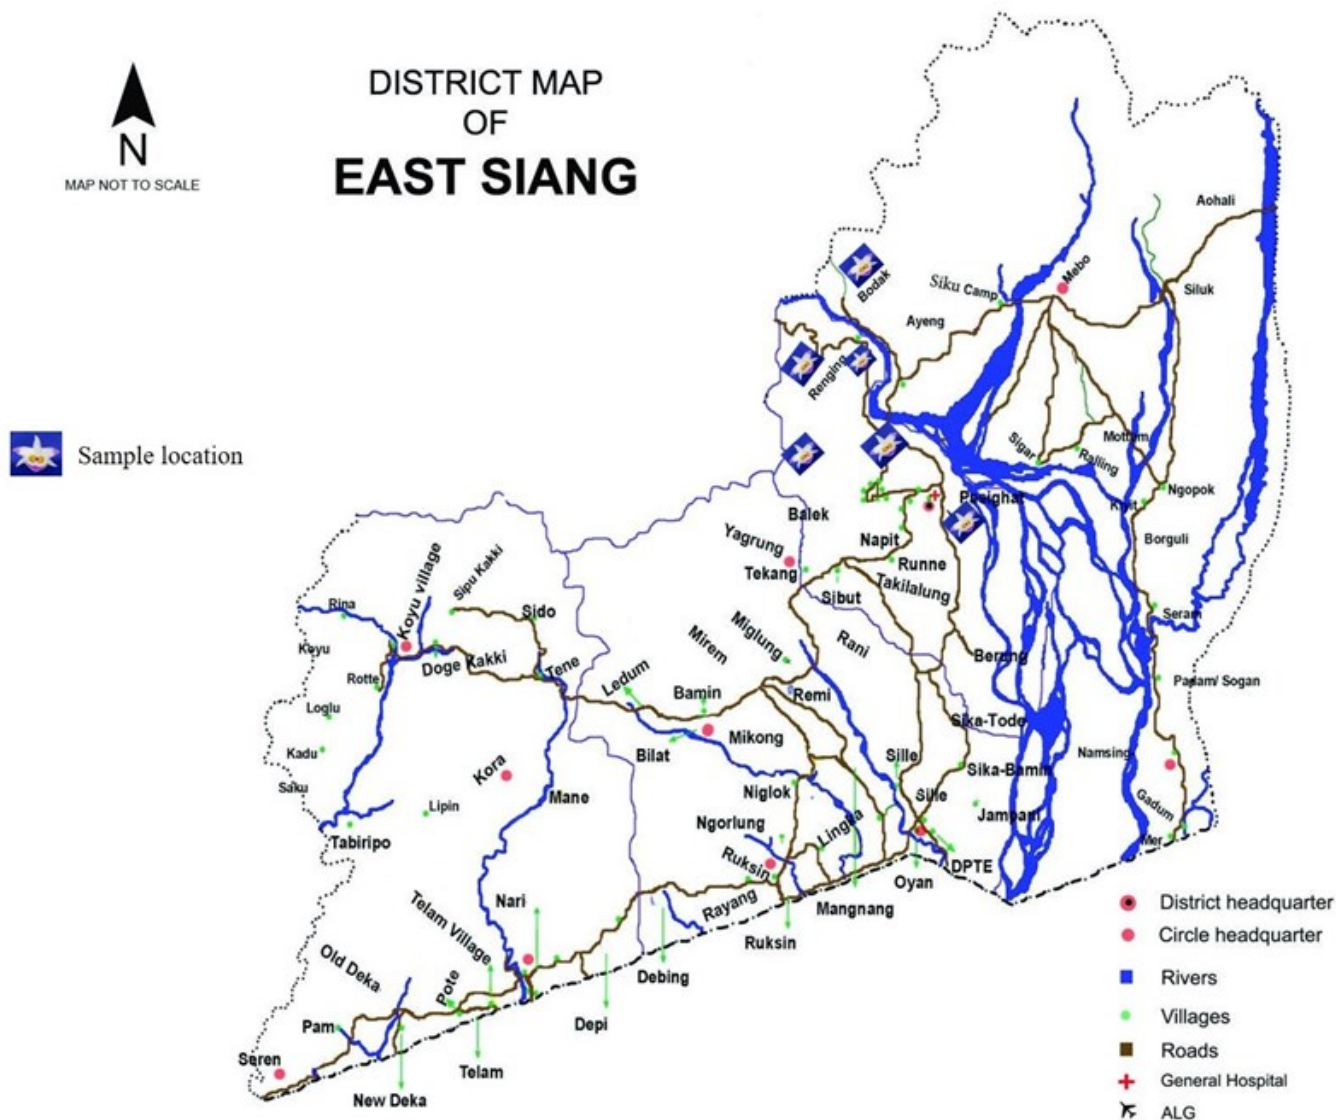 DISTRICT MAP
OF
EAST SIANG
N
MAP NOT TO SCALE
Sample location
Aohali
Mebo
Bodak
Siku Camp
Siluk
Ayeng
Renging
Mottum
Sigar
Ralling
Ngopok
Pasighat
Kiyit
Balek
Borguli
Napit
Yagrung
Runne
Tekang
Takilalung
Sibut
Koyu village
Sipu Kakki
Rina
Sido
Seram
Koyu
Miglung
Rani
Mirem
Doge Kakki
Tene
Berung
Rotte
Ledum
Padam/ Sogan
Bamin
Remi
Loglu
Sika-Tode
Mikong
Kadu
Bilat
Namsing
Sille
Sika-Bamin
Kora
Saku
Niglok
Mane
Sille
Lipin
Jampani
Gadum
Ngorlung
Lingka
Tabiripo
Mer
Ruksin
DPTE
Oyan
Nari
Rayang
Mangnang
Telam Village
Ruksin
Old Deka
Debing
Pote
Depi
Pam
Seren
Telam
New Deka
District headquarter
Circle headquarter
Rivers
Villages
Roads
General Hospital
ALG